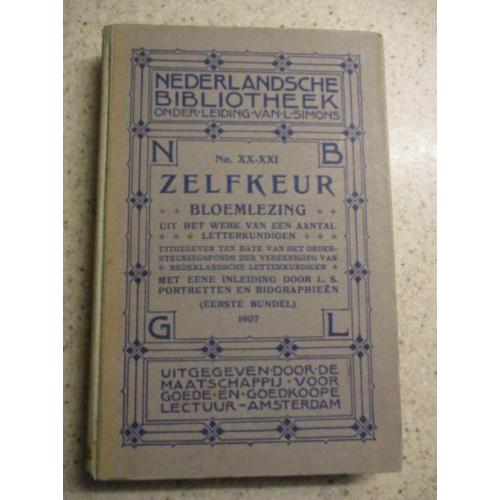 NEDERLANDSCHE
BIBLIOTHEEK
ONDER·LEIDING·VAN·L·SIMONS
N B
No. XX-XXI
ZELFKEUR
BLOEMLEZING
UIT HET WERK VAN EEN AANTAL
LETTERKUNDIGEN
UITGEGEVEN TEN BATE VAN HET ONDER-
STEUNINGSFONDS DER VEREENIGING VAN
NEDERLANDSCHE LETTERKUNDIGEN
MET EENE INLEIDING DOOR L. S.
PORTRETTEN EN BIOGRAPHIEËN
(EERSTE BUNDEL)
1907
G L
UITGEGEVEN·DOOR·DE
MAATSCHAPPIJ·VOOR
GOEDE·EN·GOEDKOOPE
LECTUUR–AMSTERDAM